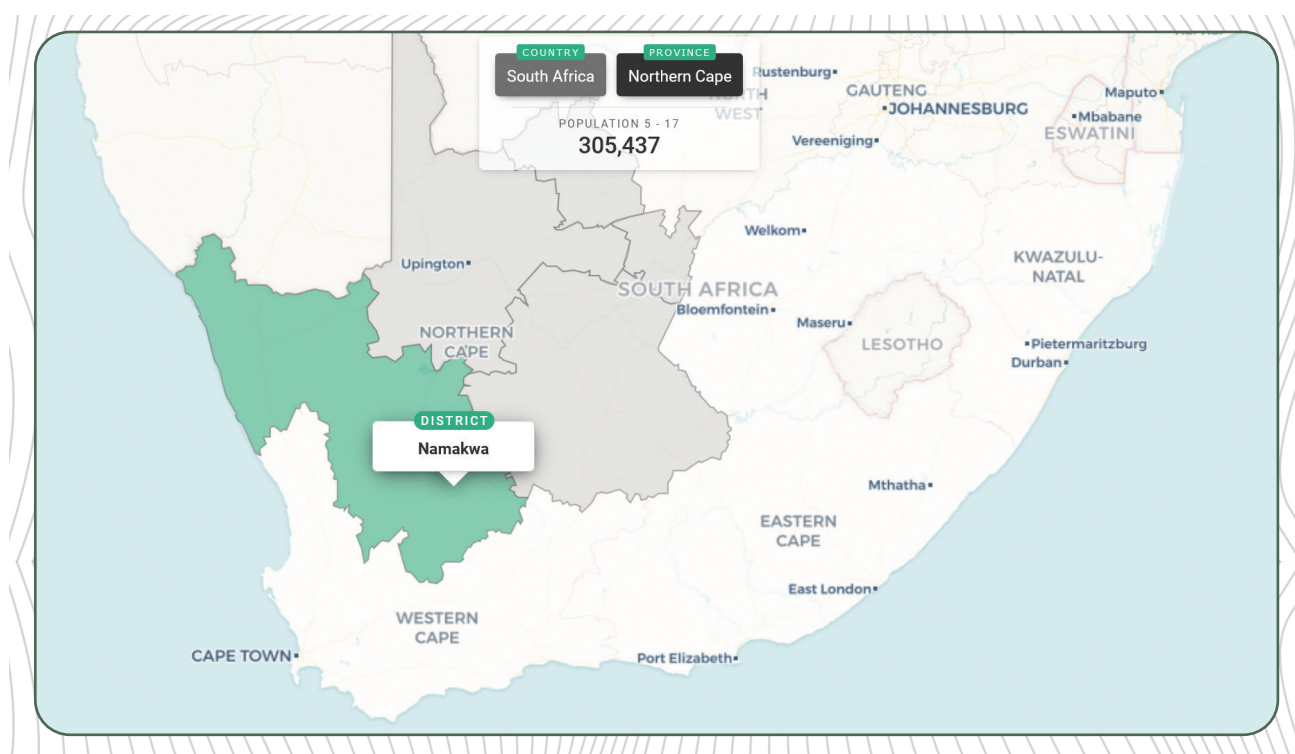 COUNTRY
South Africa
PROVINCE
Northern Cape
POPULATION 5 - 17
305,437
Rustenburg
NORTH
WEST
GAUTENG
JOHANNESBURG
Maputo
Mbabane
ESWATINI
Vereeniging
Welkom
Upington
KWAZULU-
NATAL
SOUTH AFRICA
Bloemfontein
Maseru
LESOTHO
NORTHERN
CAPE
Pietermaritzburg
Durban
DISTRICT
Namakwa
Mthatha
EASTERN
CAPE
East London
WESTERN
CAPE
CAPE TOWN
Port Elizabeth